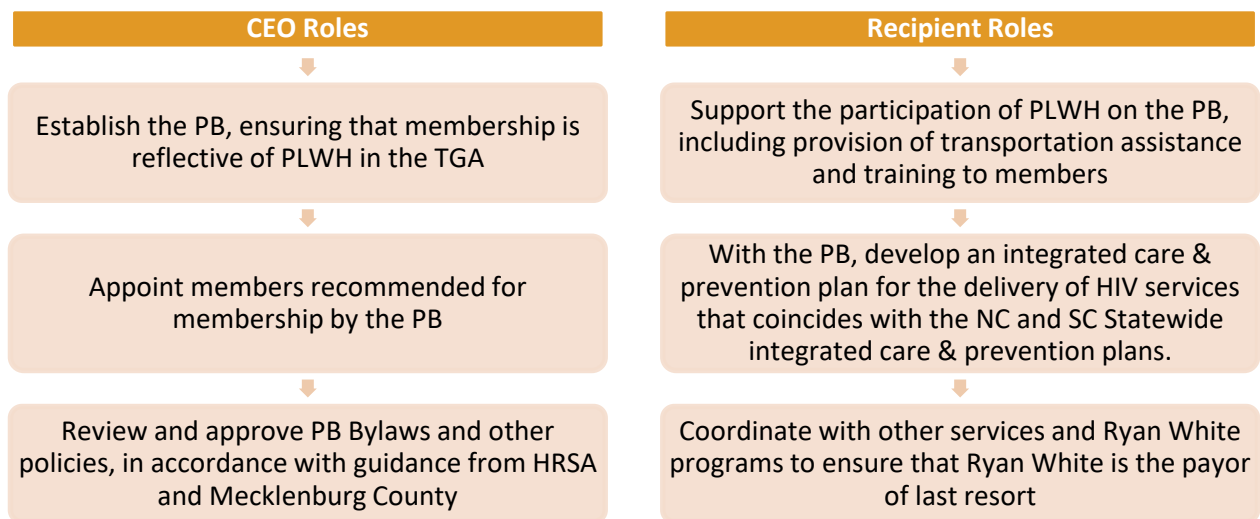 CEO Roles
Establish the PB, ensuring that membership is
reflective of PLWH in the TGA
Appoint members recommended for
membership by the PB
Review and approve PB Bylaws and other
policies, in accordance with guidance from HRSA
and Mecklenburg County
Recipient Roles
Support the participation of PLWH on the PB,
including provision of transportation assistance
and training to members
With the PB, develop an integrated care &
prevention plan for the delivery of HIV services
that coincides with the NC and SC Statewide
integrated care & prevention plans.
Coordinate with other services and Ryan White
programs to ensure that Ryan White is the payor
of last resort